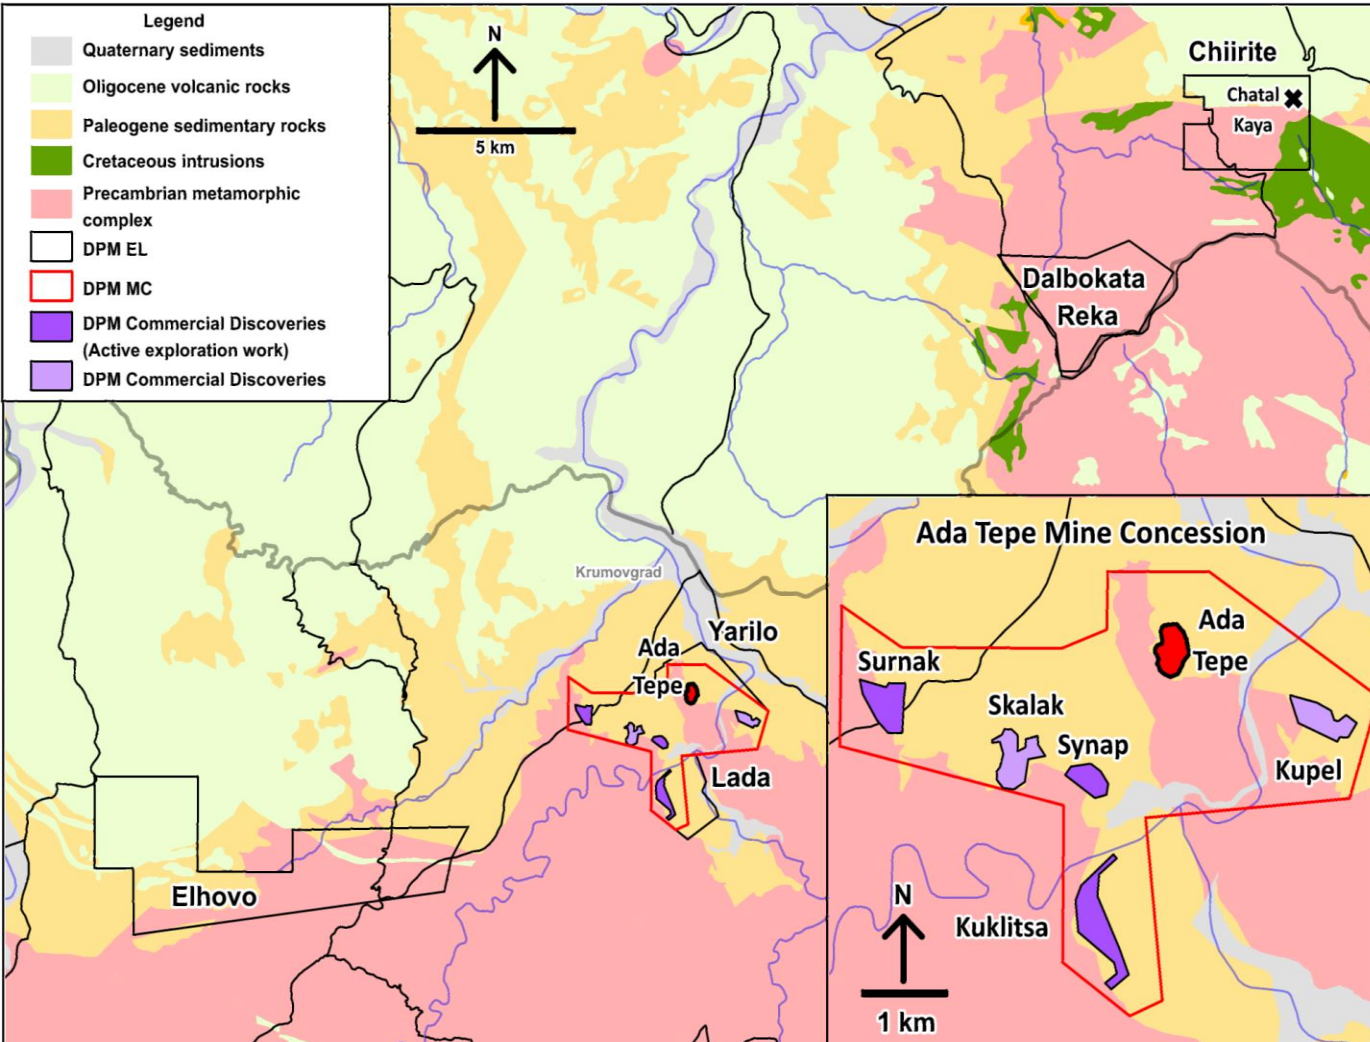 Legend
Quaternary sediments
Oligocene volcanic rocks
Paleogene sedimentary rocks
Cretaceous intrusions
Precambrian metamorphic
complex
DPM EL
DPM MC
DPM Commercial Discoveries
(Active exploration work)
DPM Commercial Discoveries
N
5 km
Chiirite
Chatal
Kaya
Dalbokata
Reka
Krumovgrad
Yarilo
Ada
Tepe
Lada
Elhovo
Ada Tepe Mine Concession
Ada
Tepe
Surnak
Skalak
Synap
Kupel
Kuklitsa
N
1 km